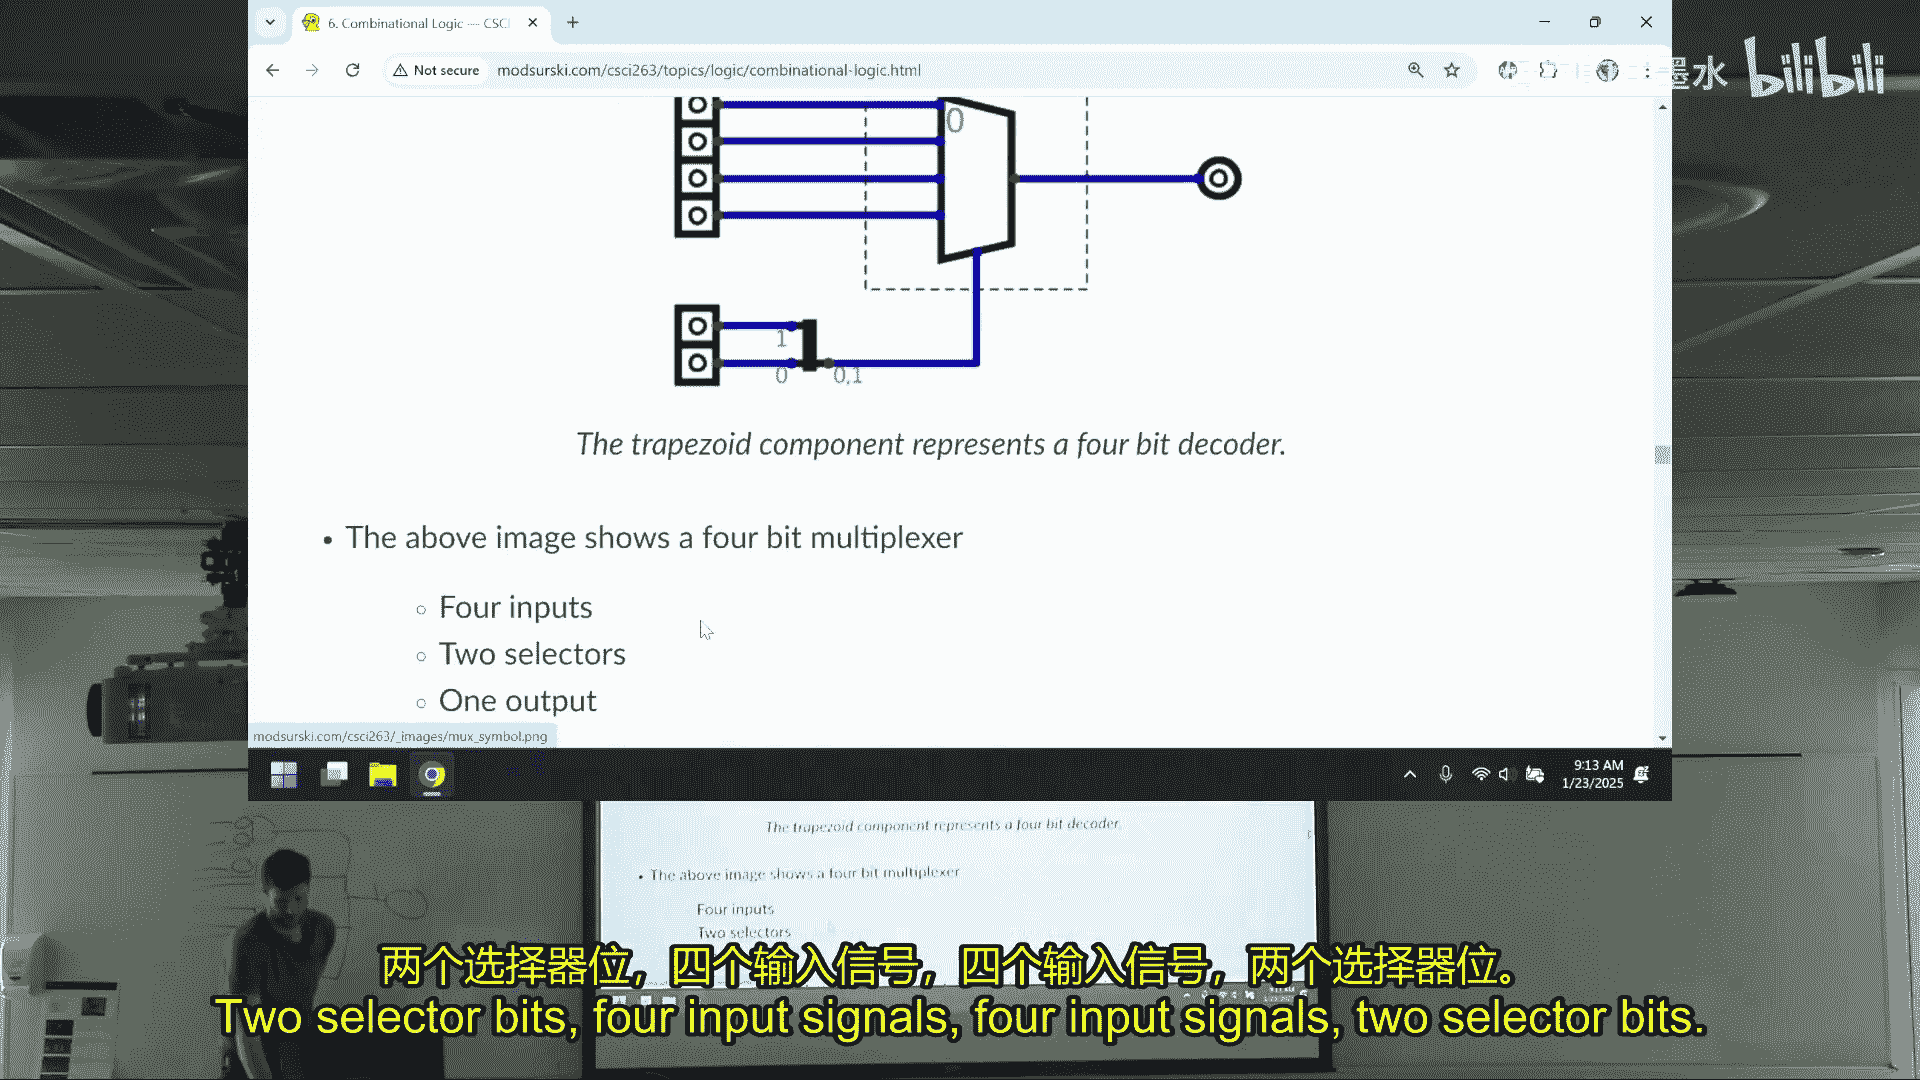 6. Combinational Logic — CSCI
Not secure
modsurski.com/csci263/topics/logic/combinational-logic.html
墨水 bilibili
0
1
0
0,1
The trapezoid component represents a four bit decoder.
The above image shows a four bit multiplexer
Four inputs
Two selectors
One output
modsurski.com/csci263/_images/mux_symbol.png
9:13 AM
1/23/2025
The trapezoid component represents a four bit decoder.
The above image shows a four bit multiplexer
Four inputs
Two selectors
两个选择器位，四个输入信号，四个输入信号，两个选择器位。
Two selector bits, four input signals, four input signals, two selector bits.